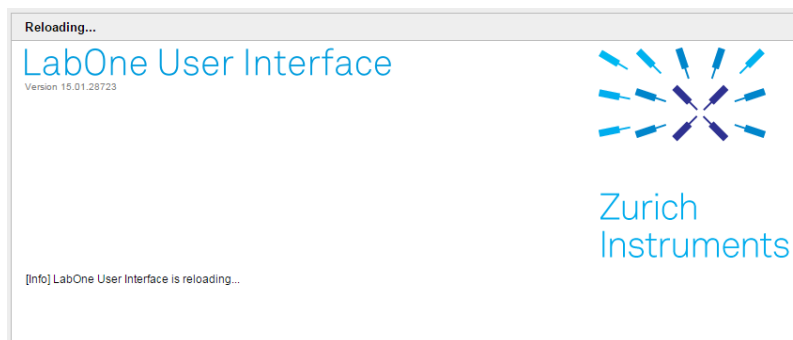 Reloading...
LabOne User Interface
Version 15.01.28723
Zurich
Instruments
[Info] LabOne User Interface is reloading...